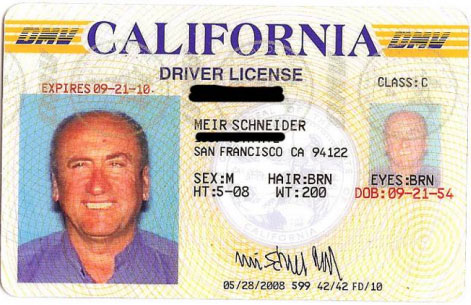 DMV CALIFORNIA DMV
DRIVER LICENSE
EXPIRES 09-21-10
CLASS:C
MEIR SCHNEIDER
SAN FRANCISCO CA 94122
SEX:M HAIR:BRN EYES:BRN
HT:5-08 WT:200 DOB:09-21-54
CALIFORNIA
05/28/2008 599 42/42 FD/10